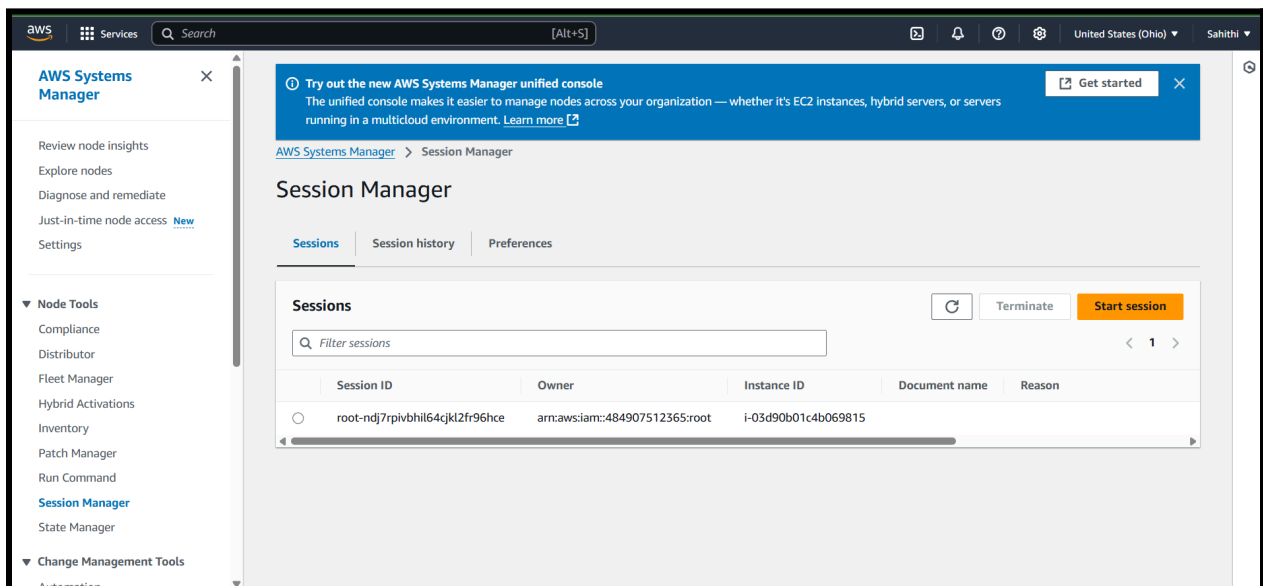 aws Services Search [Alt+S] United States (Ohio) Sahithi
AWS Systems
Manager
Review node insights
Explore nodes
Diagnose and remediate
Just-in-time node access New
Settings
Node Tools
Compliance
Distributor
Fleet Manager
Hybrid Activations
Inventory
Patch Manager
Run Command
Session Manager
State Manager
Change Management Tools
Automation
Try out the new AWS Systems Manager unified console
The unified console makes it easier to manage nodes across your organization — whether it's EC2 instances, hybrid servers, or servers
running in a multicloud environment. Learn more
Get started
AWS Systems Manager > Session Manager
Session Manager
Sessions Session history Preferences
Sessions
Terminate Start session
Filter sessions
1
Session ID Owner Instance ID Document name Reason
root-ndj7rpivbhil64cjkl2fr96hce arn:aws:iam::484907512365:root i-03d90b01c4b069815